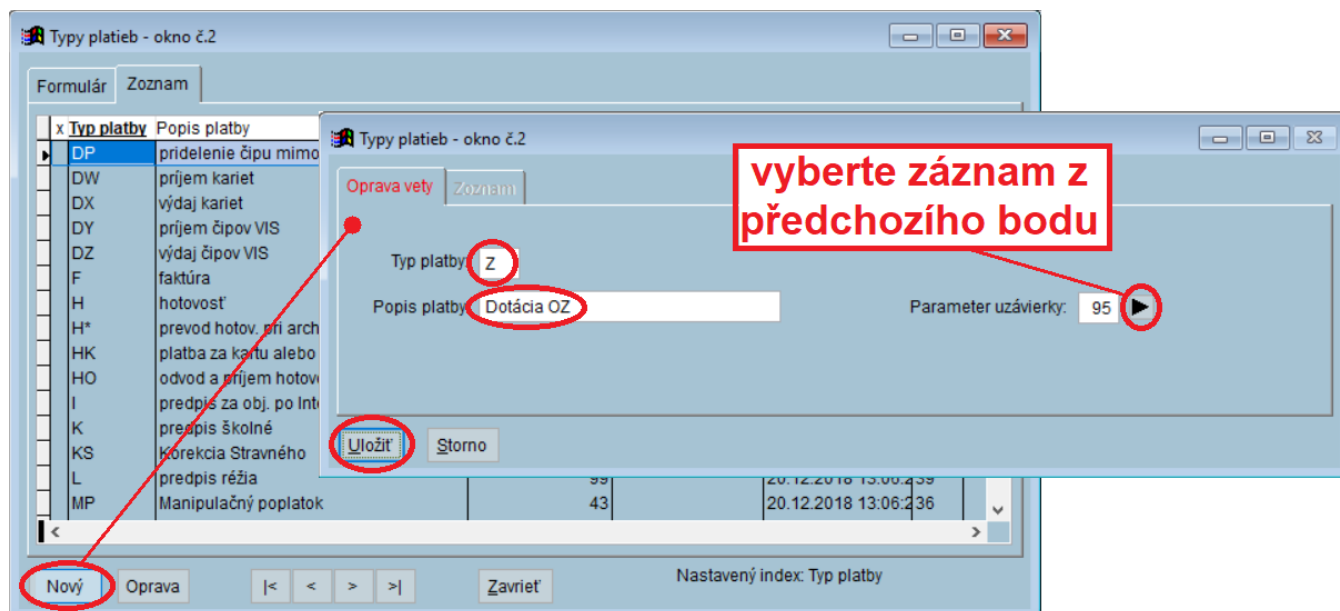 Typy platieb - okno č.2
Formulár Zoznam
x Typ platby Popis platby
DP pridelenie čipu mimo
DW príjem kariet
DX výdaj kariet
DY príjem čipov VIS
DZ výdaj čipov VIS
F faktúra
H hotovosť
H* prevod hotov. pri arch
HK platba za kartu alebo
HO odvod a príjem hotovo
I predpis za obj. po Int
K predpis školné
KS Korekcia Stravného
L predpis réžia 99 20.12.2018 13:06:2 39
MP Manipulačný poplatok 43 20.12.2018 13:06:2 36
Nový Oprava |< < > >| Zavrieť Nastavený index: Typ platby
Typy platieb - okno č.2
Oprava vety Zoznam
vyberte záznam z
předchozího bodu
Typ platby: Z
Popis platby: Dotácia OZ Parameter uzávierky: 95
Uložiť Storno